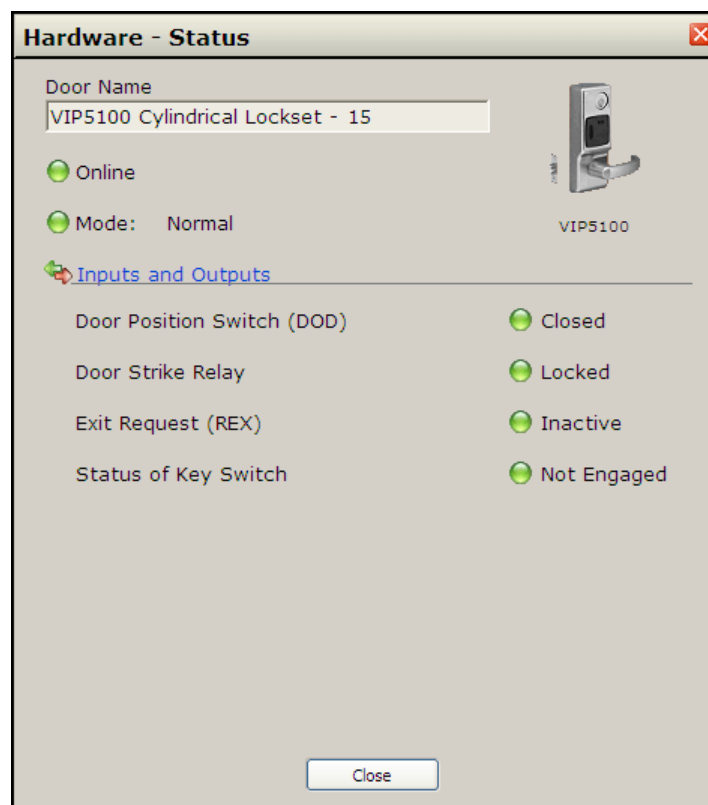 Hardware - Status
Door Name
VIP5100 Cylindrical Lockset - 15
Online
Mode: Normal
VIP5100
Inputs and Outputs
Door Position Switch (DOD) Closed
Door Strike Relay Locked
Exit Request (REX) Inactive
Status of Key Switch Not Engaged
Close